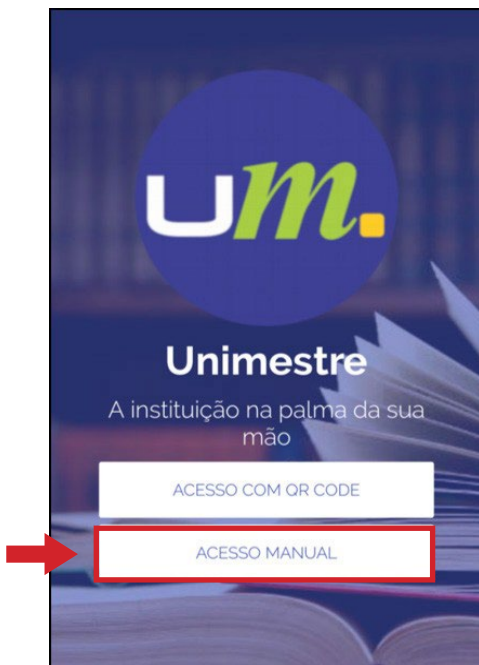 um.
Unimestre
A instituição na palma da sua
mão
ACESSO COM QR CODE
ACESSO MANUAL